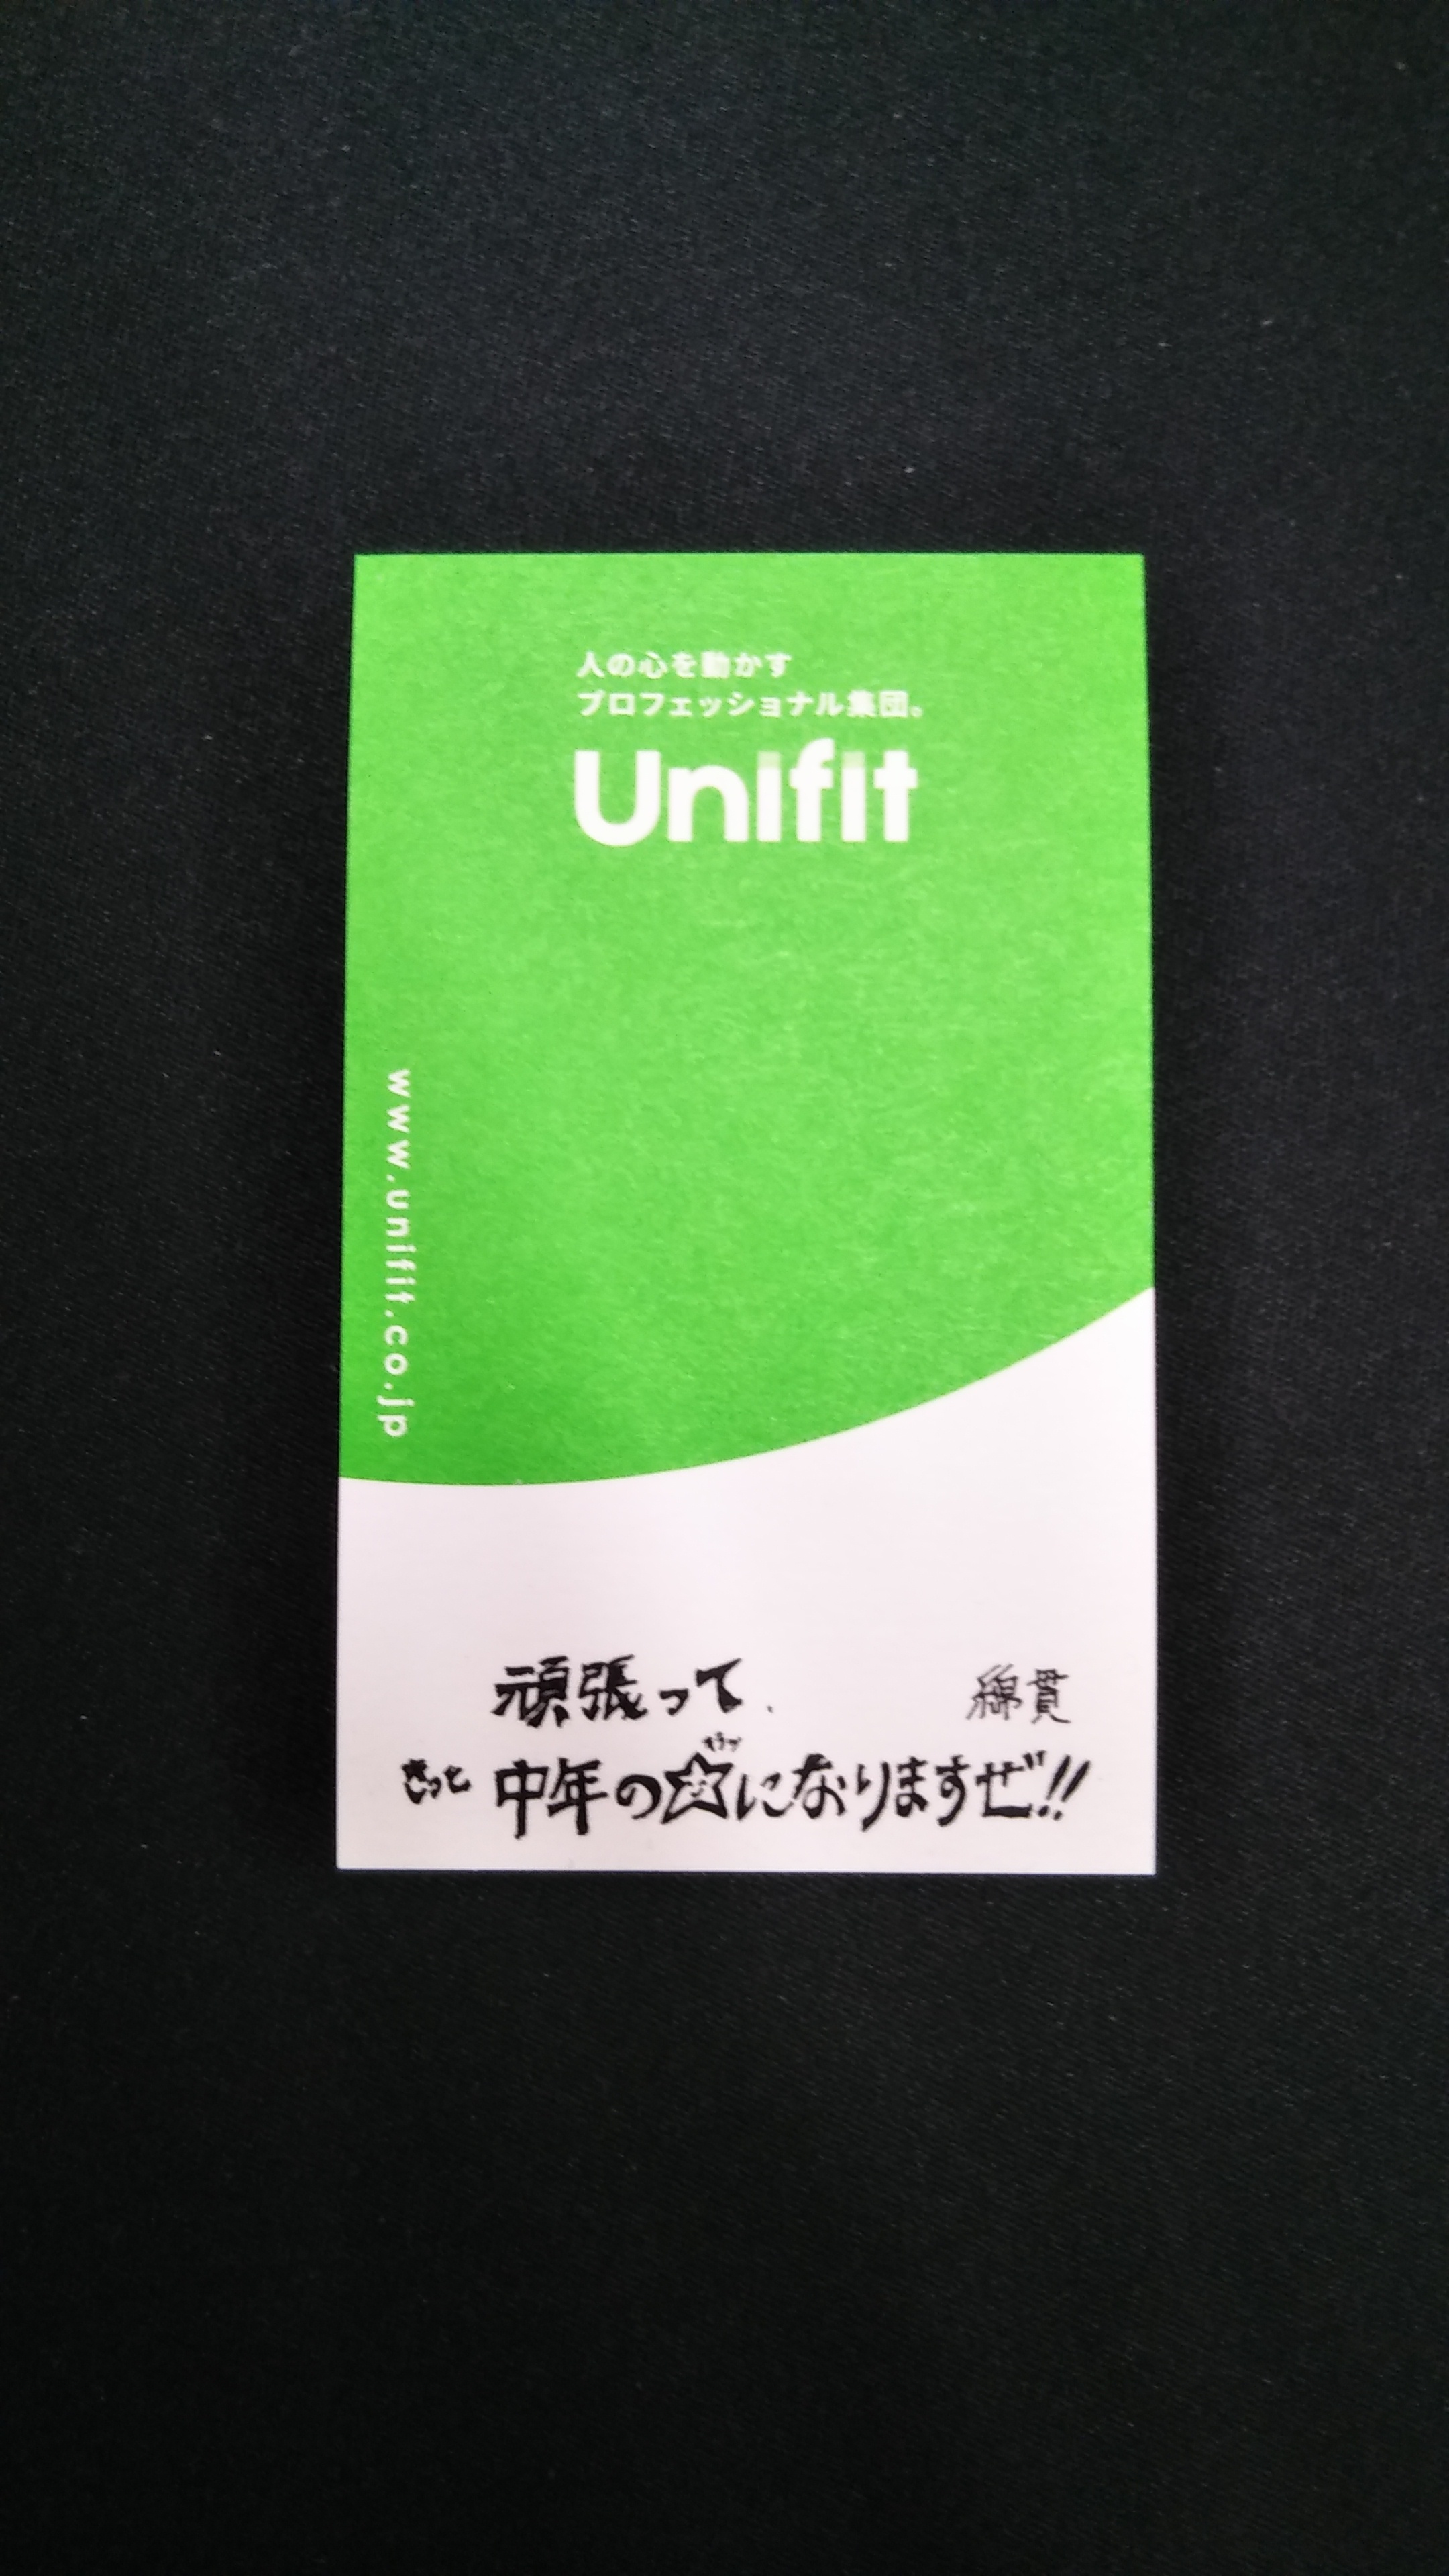 人の心を動かす
プロフェッショナル集団。
Unifit
www.unifit.co.jp
頑張って、
綿貫
きっと 中年の☆になりますぜ!!